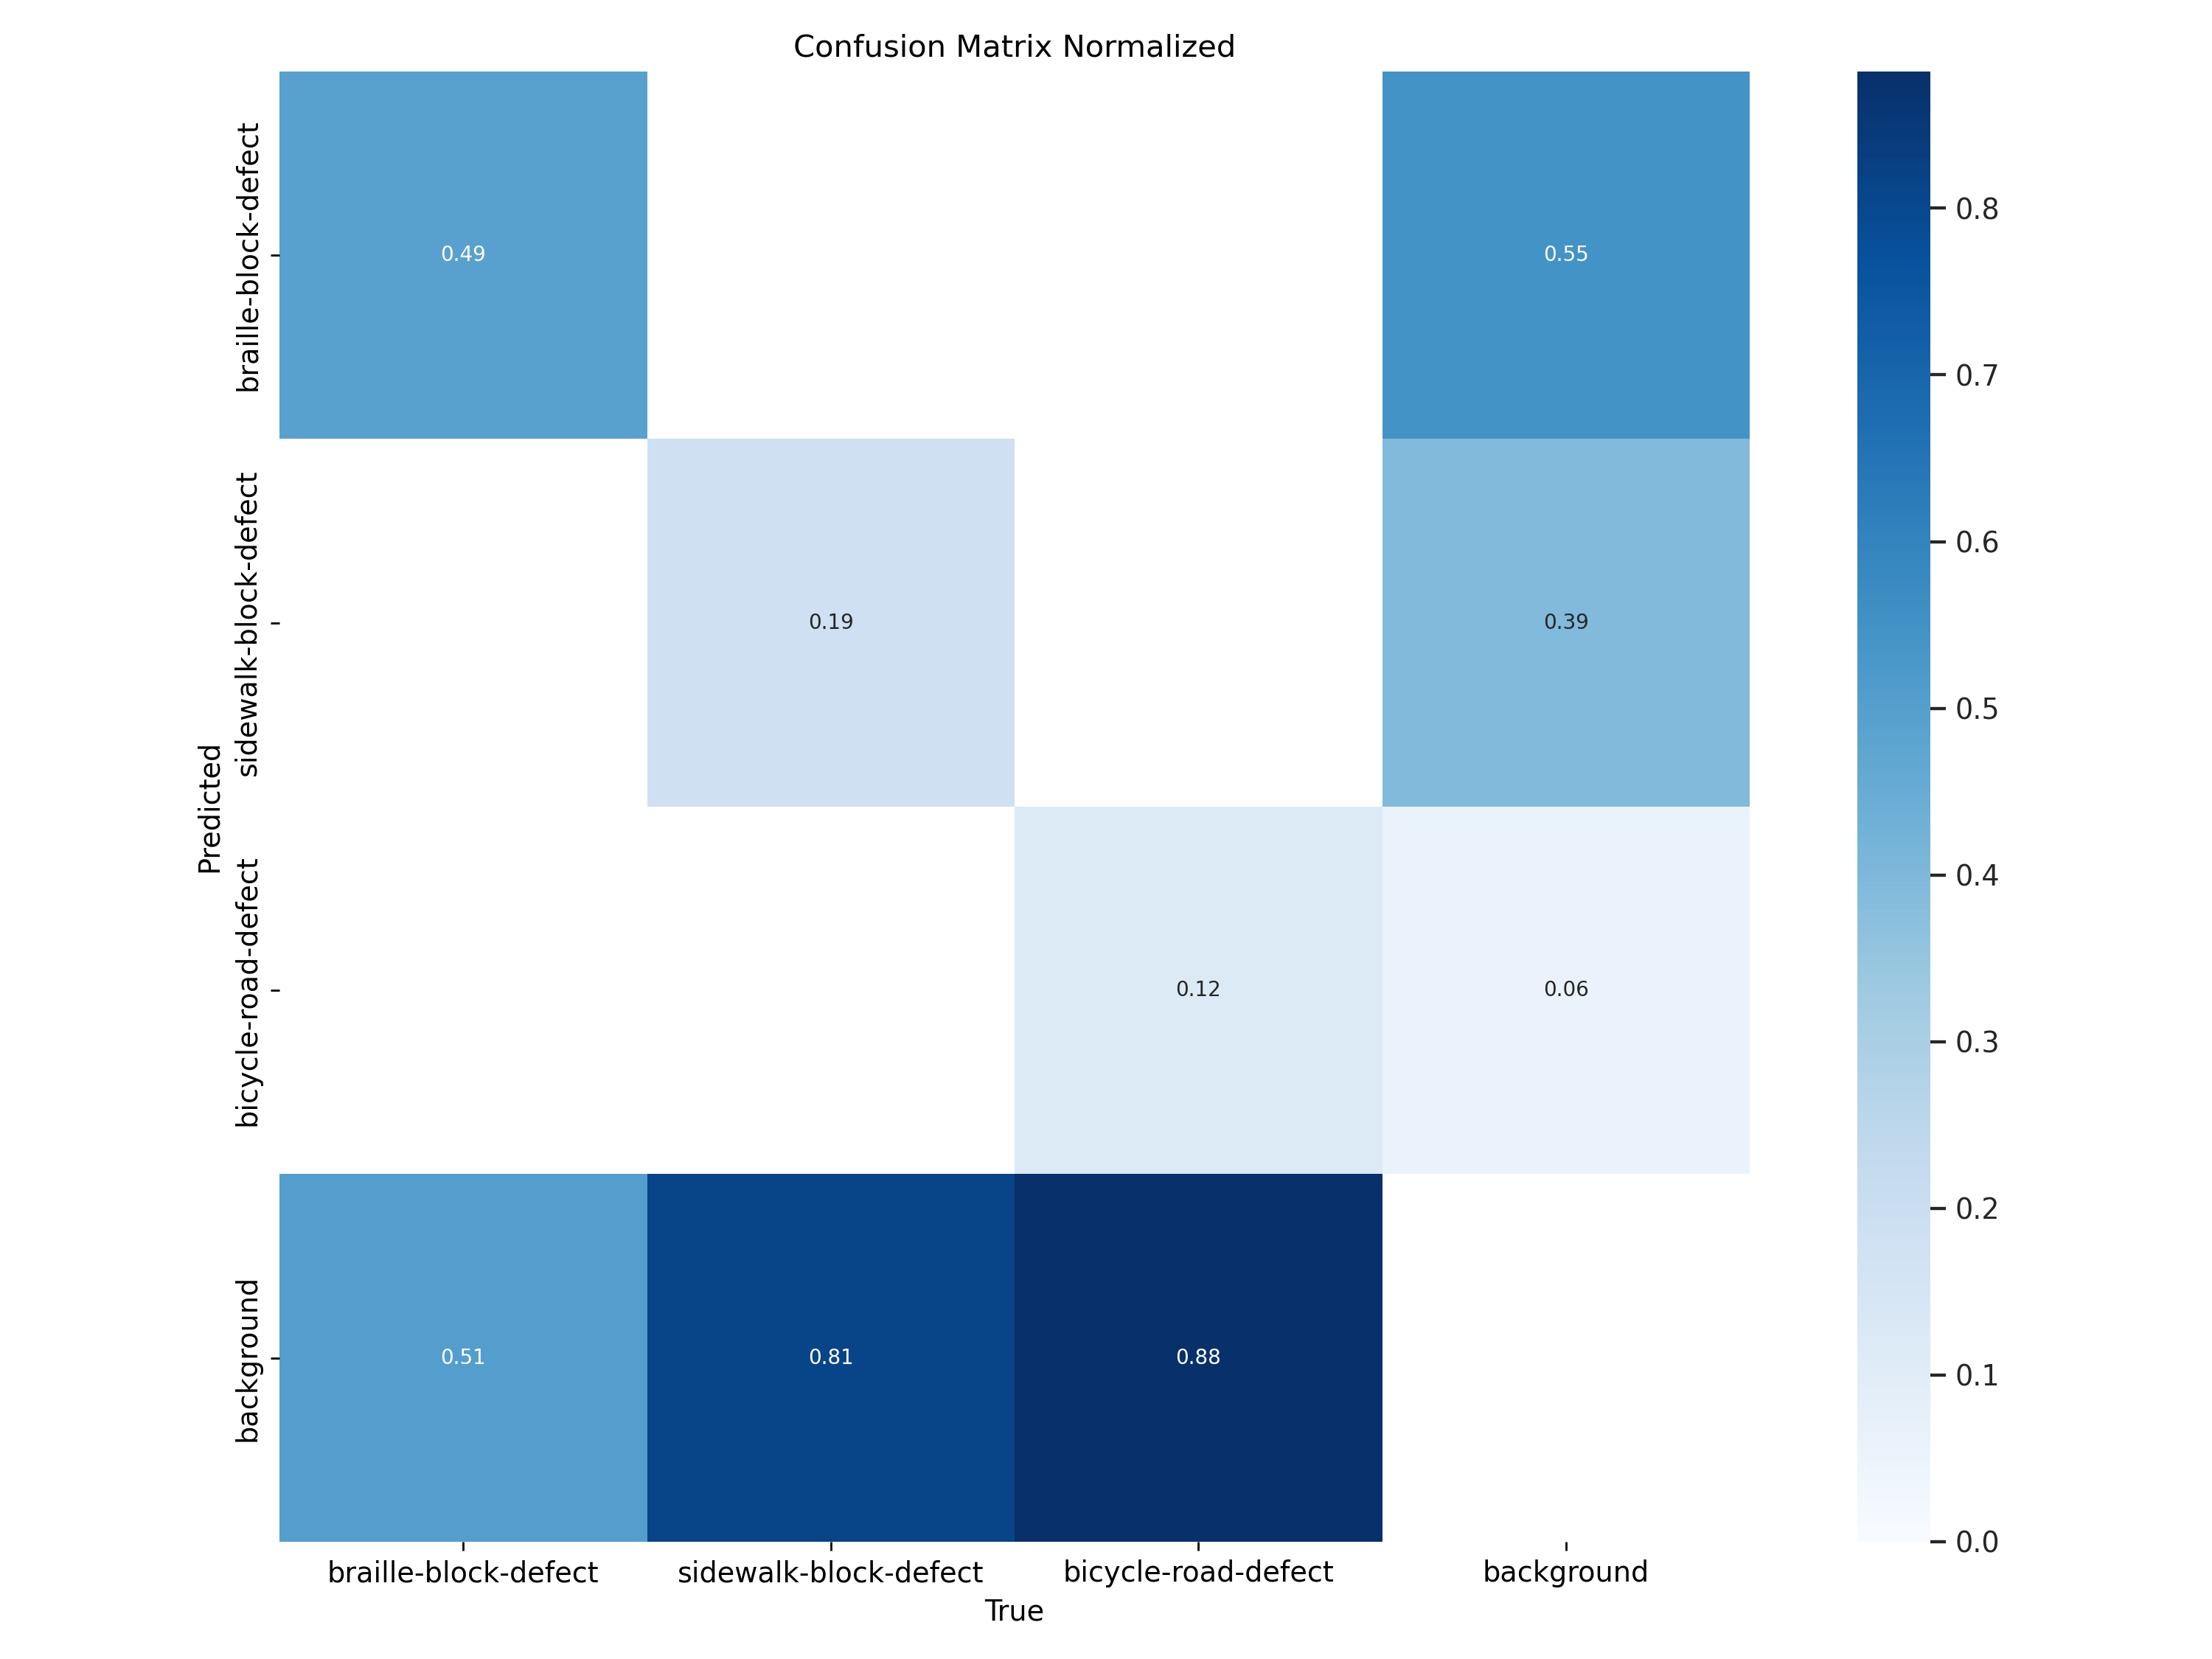 Confusion Matrix Normalized
Predicted
braille-block-defect
sidewalk-block-defect
bicycle-road-defect
background
0.49
0.55
0.19
0.39
0.12
0.06
0.51
0.81
0.88
braille-block-defect
sidewalk-block-defect
bicycle-road-defect
background
True
0.8
0.7
0.6
0.5
0.4
0.3
0.2
0.1
0.0